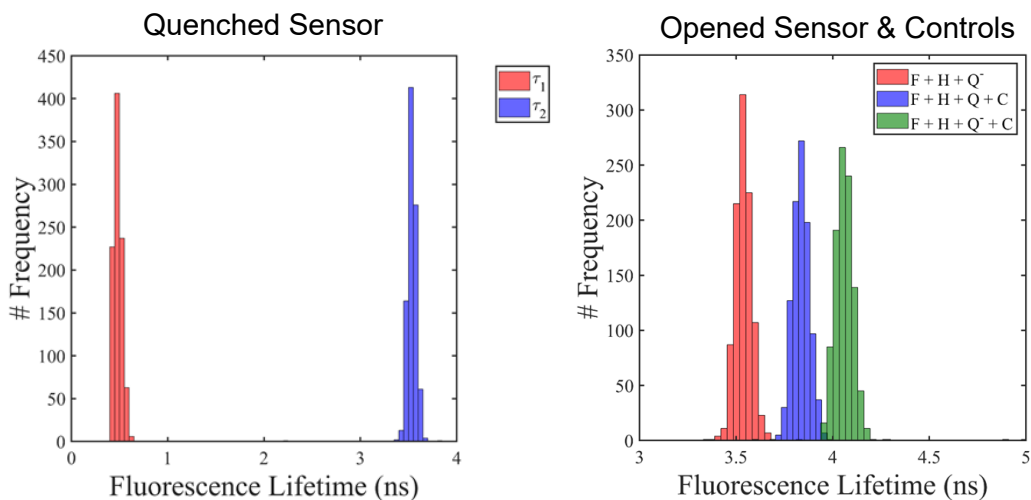 Quenched Sensor
450
400
350
300
250
200
150
100
50
0
# Frequency
0 1 2 3 4
Fluorescence Lifetime (ns)
τ1
τ2
Opened Sensor & Controls
350
300
250
200
150
100
50
0
# Frequency
3 3.5 4 4.5 5
Fluorescence Lifetime (ns)
F + H + Q-
F + H + Q + C
F + H + Q- + C